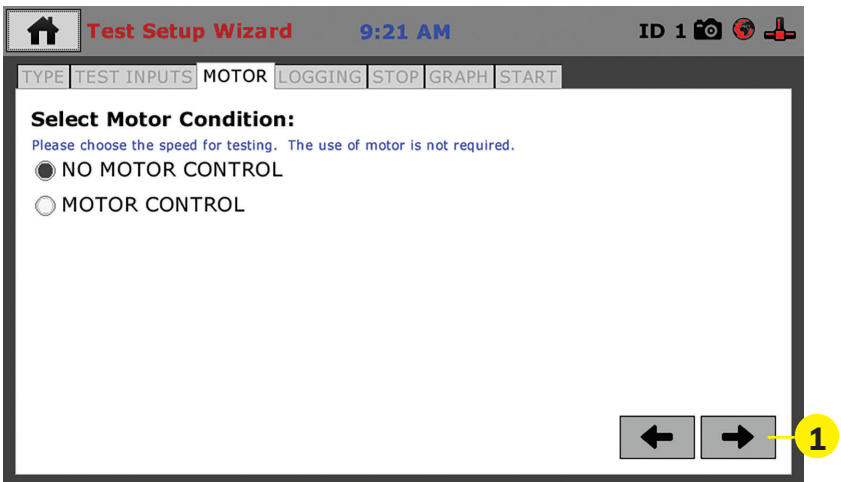 Test Setup Wizard 9:21 AM ID 1
TYPE TEST INPUTS MOTOR LOGGING STOP GRAPH START
Select Motor Condition:
Please choose the speed for testing. The use of motor is not required.
NO MOTOR CONTROL
MOTOR CONTROL
1